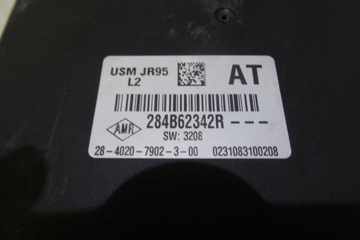 USM JR95 AT
L2
AMR 284B62342R ---
SW: 3208
28-4020-7902-3-00 0231083100208